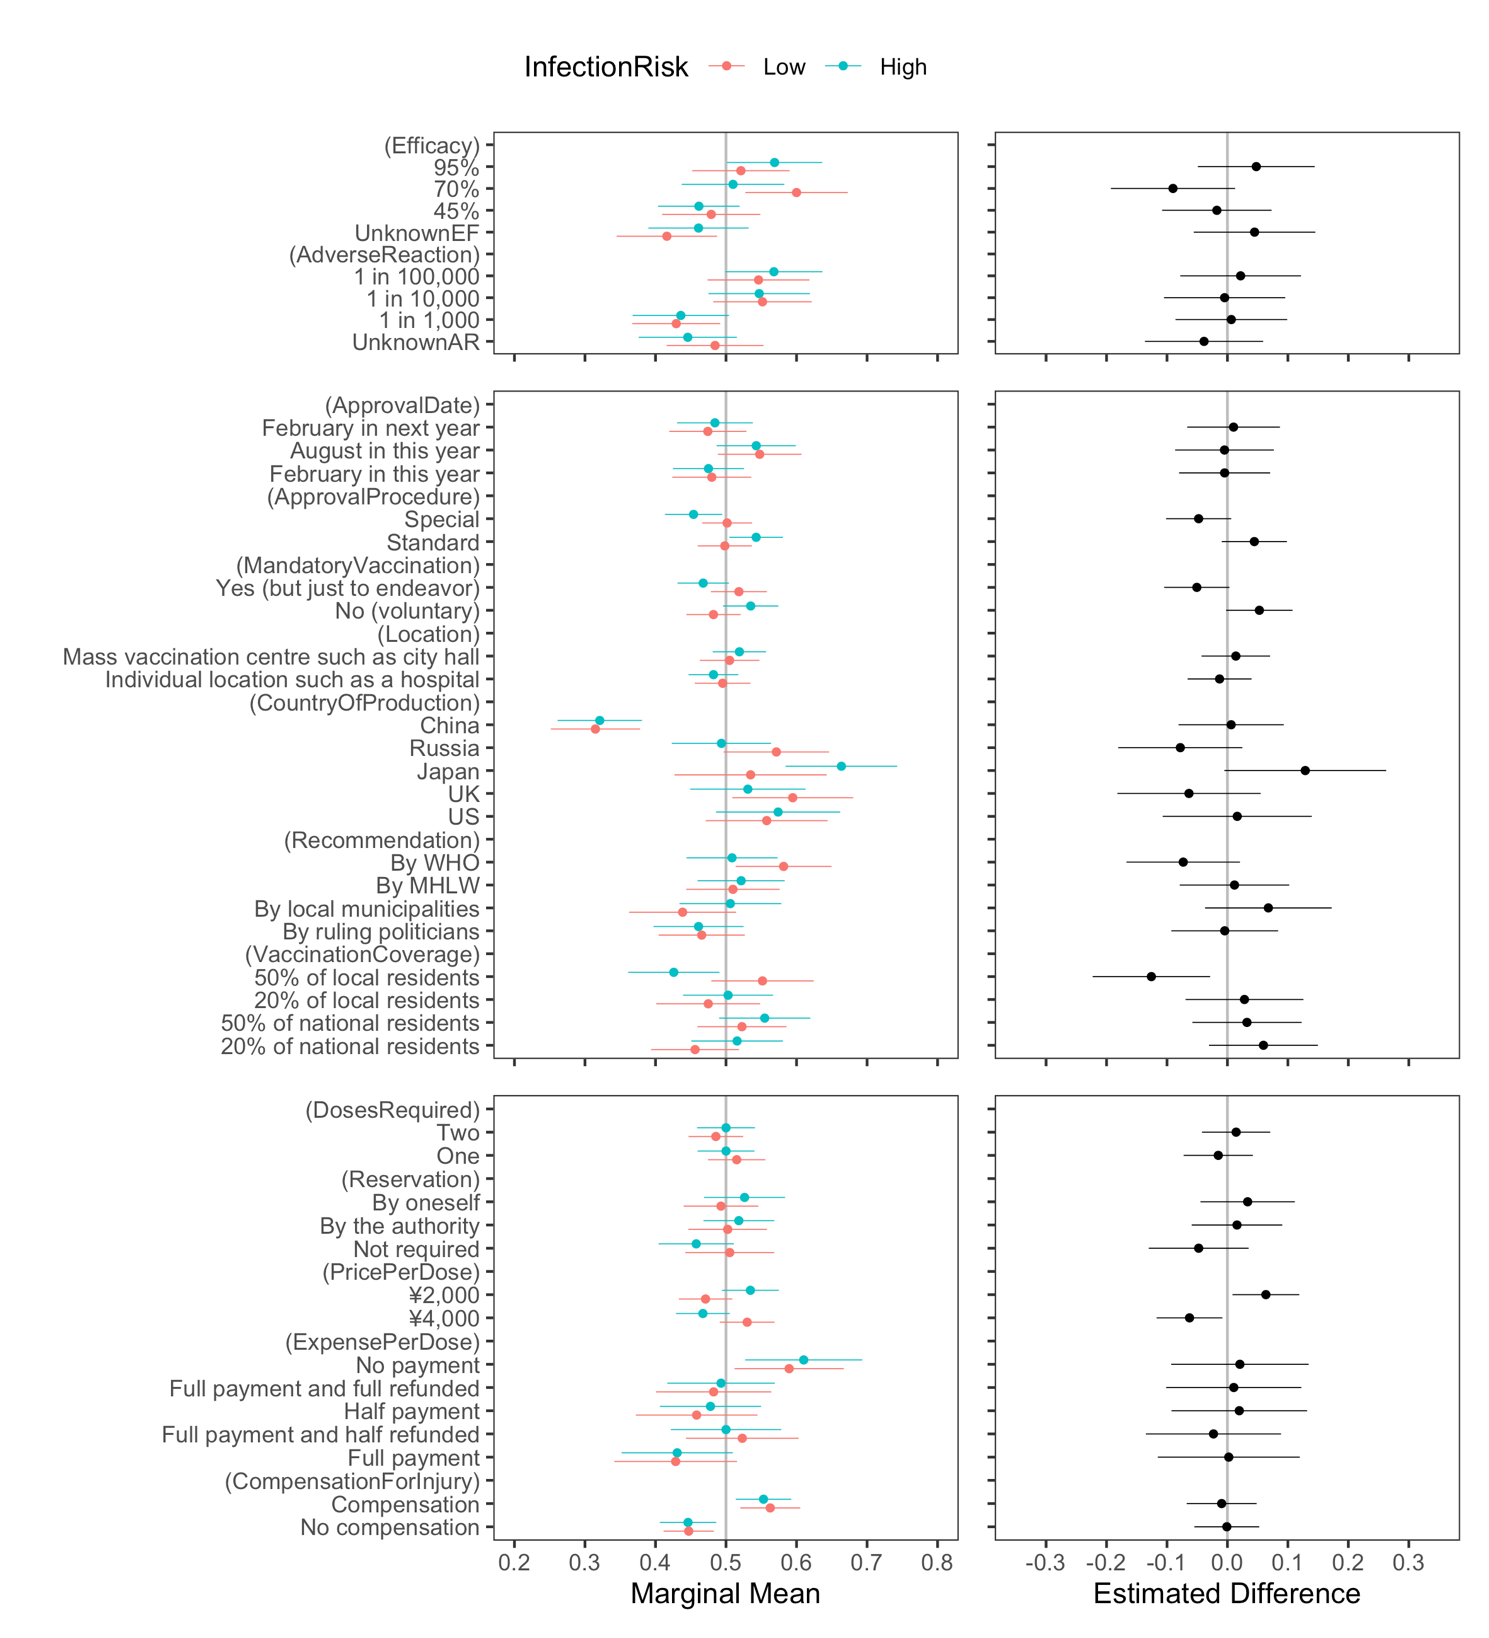 InfectionRisk Low High
(Efficacy)
95%
70%
45%
UnknownEF
(AdverseReaction)
1 in 100,000
1 in 10,000
1 in 1,000
UnknownAR
(ApprovalDate)
February in next year
August in this year
February in this year
(ApprovalProcedure)
Special
Standard
(MandatoryVaccination)
Yes (but just to endeavor)
No (voluntary)
(Location)
Mass vaccination centre such as city hall
Individual location such as a hospital
(CountryOfProduction)
China
Russia
Japan
UK
US
(Recommendation)
By WHO
By MHLW
By local municipalities
By ruling politicians
(VaccinationCoverage)
50% of local residents
20% of local residents
50% of national residents
20% of national residents
(DosesRequired)
Two
One
(Reservation)
By oneself
By the authority
Not required
(PricePerDose)
¥2,000
¥4,000
(ExpensePerDose)
No payment
Full payment and full refunded
Half payment
Full payment and half refunded
Full payment
(CompensationForInjury)
Compensation
No compensation
0.2 0.3 0.4 0.5 0.6 0.7 0.8
Marginal Mean
-0.3 -0.2 -0.1 0.0 0.1 0.2 0.3
Estimated Difference